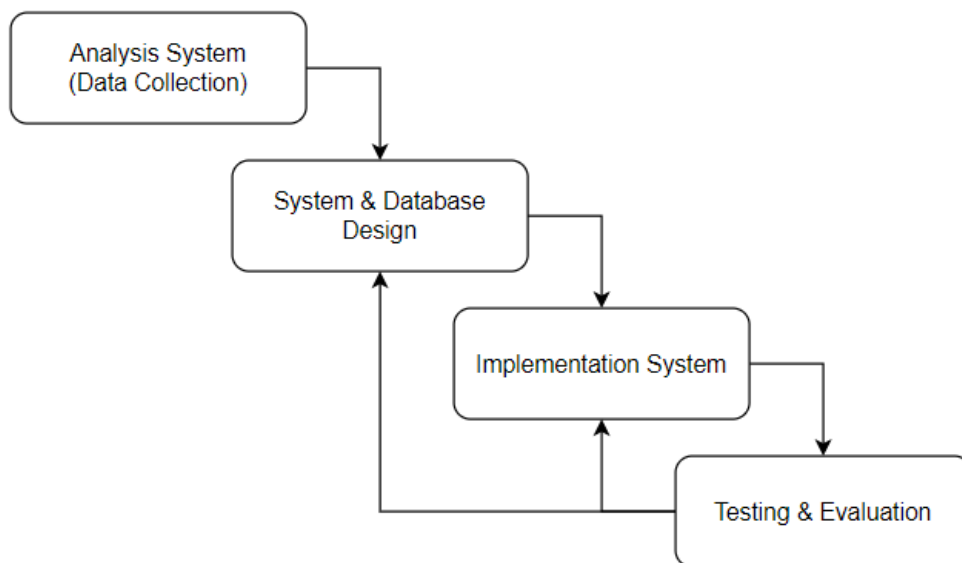 Analysis System
(Data Collection)
System & Database
Design
Implementation System
Testing & Evaluation